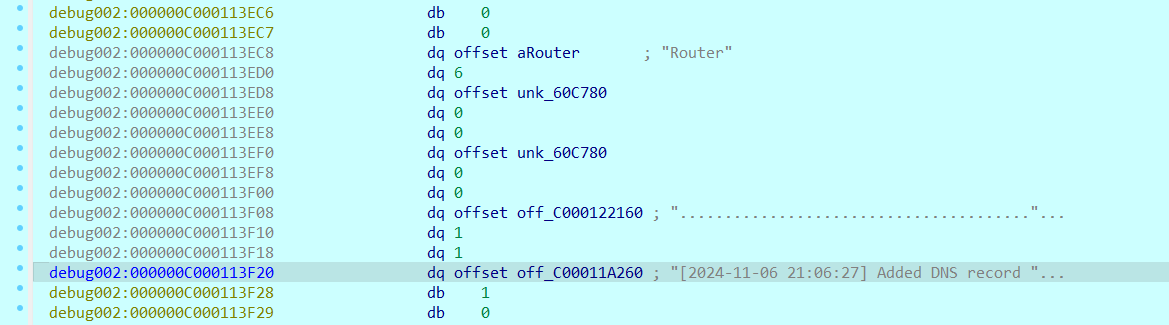 debug002:000000C000113EC6 db 0
debug002:000000C000113EC7 db 0
debug002:000000C000113EC8 dq offset aRouter ; "Router"
debug002:000000C000113ED0 dq 6
debug002:000000C000113ED8 dq offset unk_60C780
debug002:000000C000113EE0 dq 0
debug002:000000C000113EE8 dq 0
debug002:000000C000113EF0 dq offset unk_60C780
debug002:000000C000113EF8 dq 0
debug002:000000C000113F00 dq 0
debug002:000000C000113F08 dq offset off_C000122160 ; "......................................."...
debug002:000000C000113F10 dq 1
debug002:000000C000113F18 dq 1
debug002:000000C000113F20 dq offset off_C00011A260 ; "[2024-11-06 21:06:27] Added DNS record "...
debug002:000000C000113F28 db 1
debug002:000000C000113F29 db 0